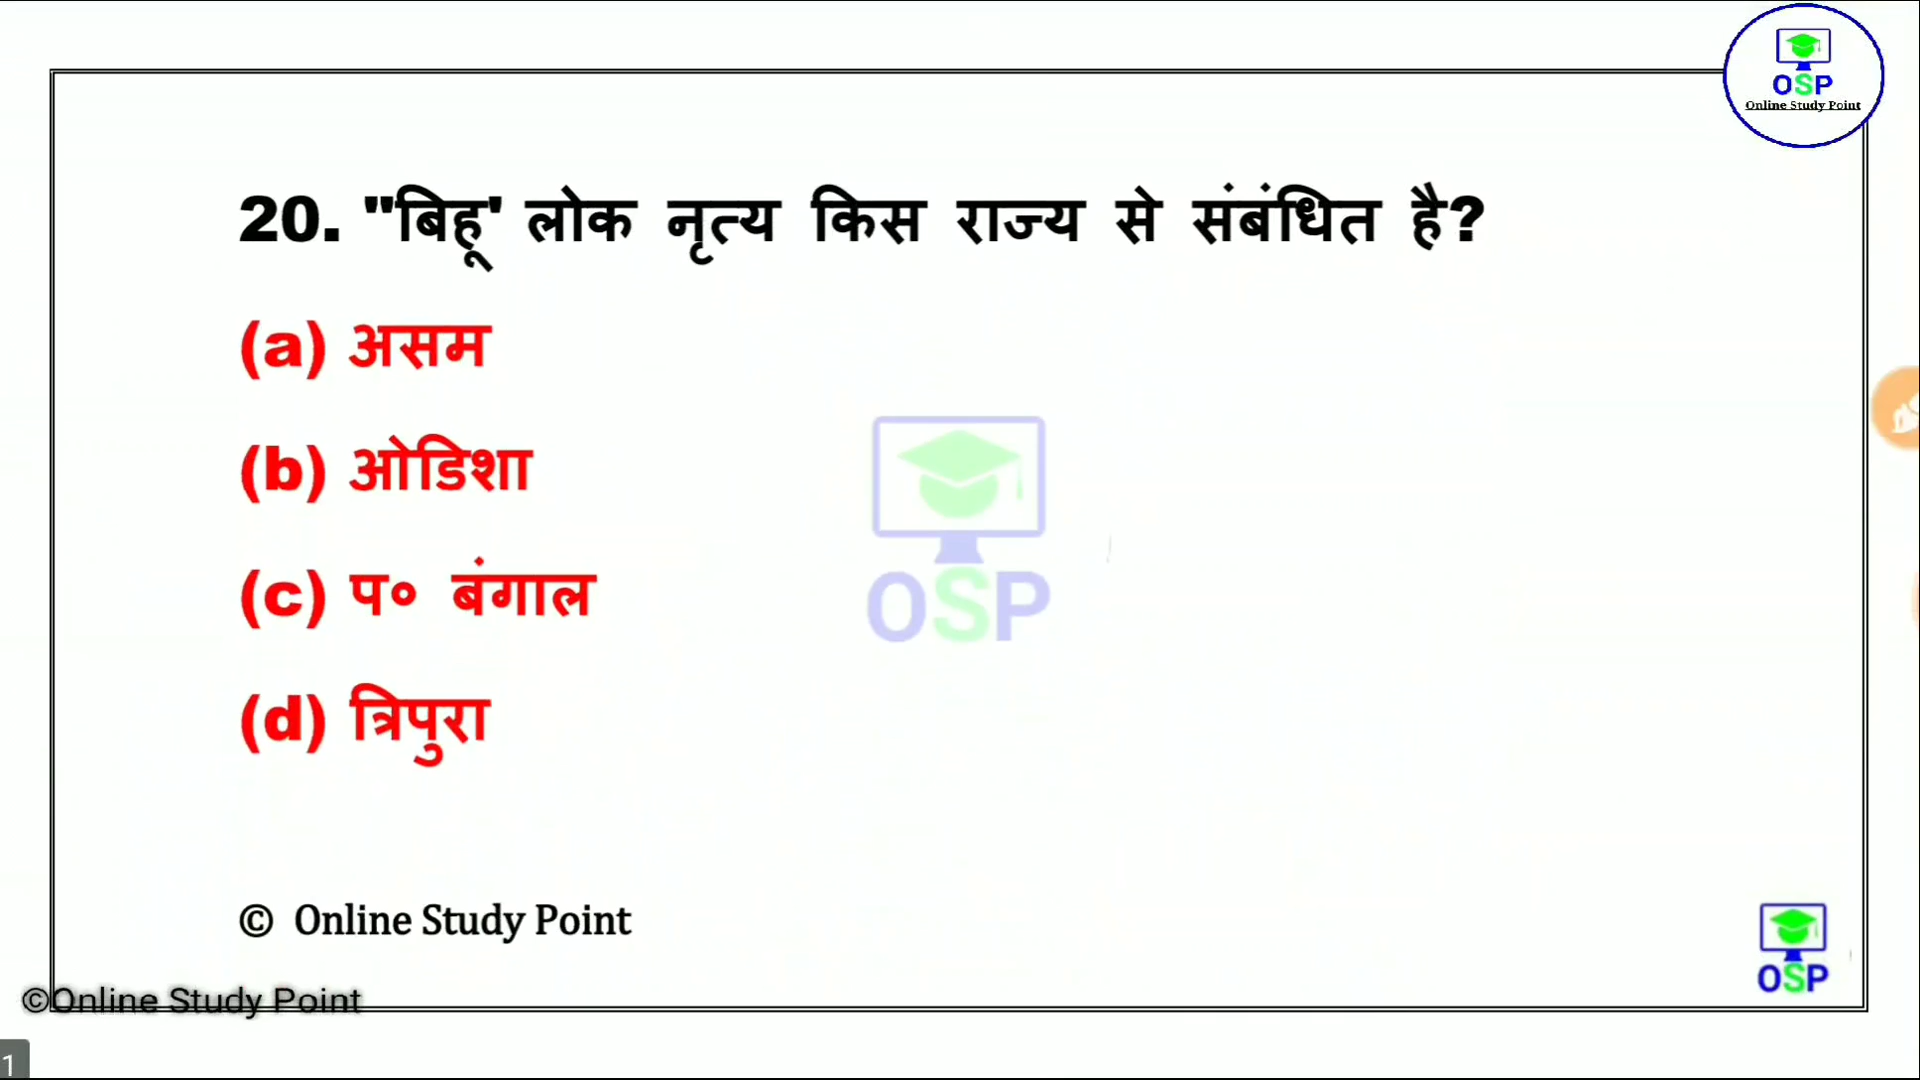 OSP
Online Study Point
20. "बिहू' लोक नृत्य किस राज्य से संबंधित है?
(a) असम
(b) ओडिशा
(c) प० बंगाल
(d) त्रिपुरा
OSP
© Online Study Point
OSP
©Online Study Point
1